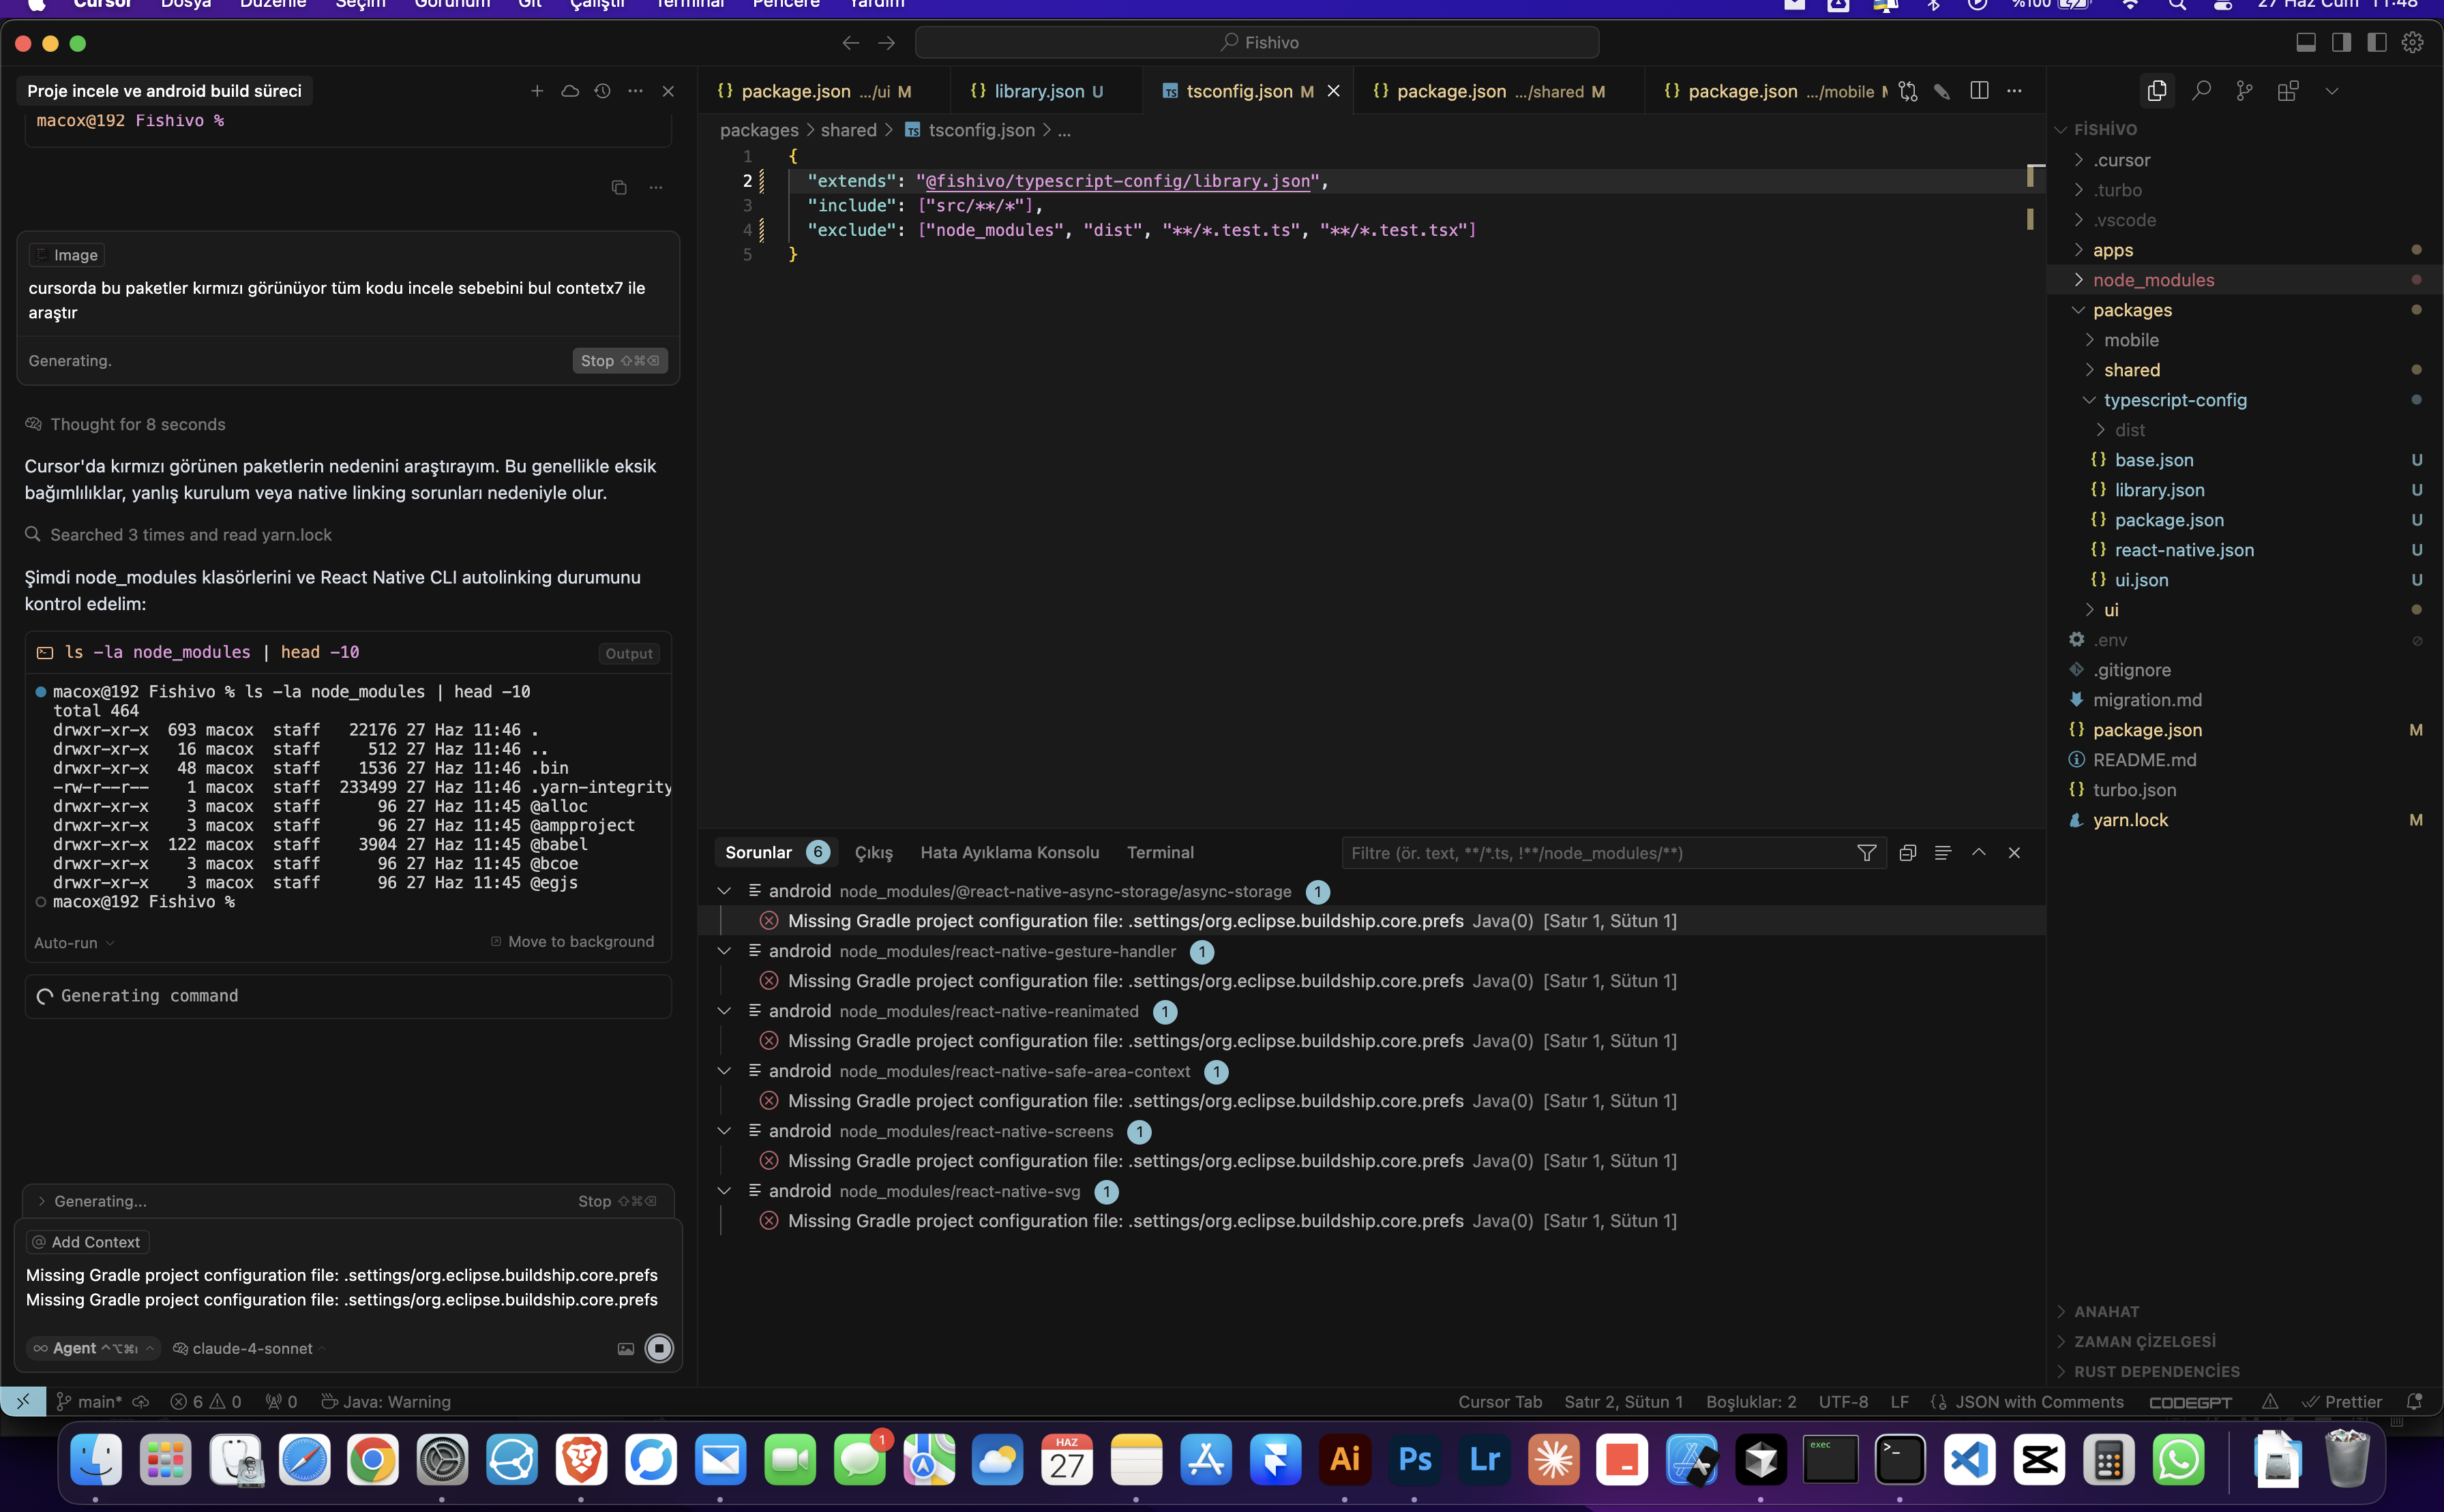 Cursor Dosya Düzenle Seçim Görünüm Git Çalıştır Terminal Pencere Yardım
%100 27 Haz Cum 11:48
Fishivo
Proje incele ve android build süreci
macox@192 Fishivo %
Image
cursorda bu paketler kırmızı görünüyor tüm kodu incele sebebini bul contetx7 ile
araştır
Generating.
Stop ⇧⌘⌫
Thought for 8 seconds
Cursor'da kırmızı görünen paketlerin nedenini araştırayım. Bu genellikle eksik
bağımlılıklar, yanlış kurulum veya native linking sorunları nedeniyle olur.
Searched 3 times and read yarn.lock
Şimdi node_modules klasörlerini ve React Native CLI autolinking durumunu
kontrol edelim:
ls -la node_modules | head -10
Output
macox@192 Fishivo % ls -la node_modules | head -10
total 464
drwxr-xr-x 693 macox staff 22176 27 Haz 11:46 .
drwxr-xr-x 16 macox staff 512 27 Haz 11:46 ..
drwxr-xr-x 48 macox staff 1536 27 Haz 11:46 .bin
-rw-r--r-- 1 macox staff 233499 27 Haz 11:46 .yarn-integrity
drwxr-xr-x 3 macox staff 96 27 Haz 11:45 @alloc
drwxr-xr-x 3 macox staff 96 27 Haz 11:45 @ampproject
drwxr-xr-x 122 macox staff 3904 27 Haz 11:45 @babel
drwxr-xr-x 3 macox staff 96 27 Haz 11:45 @bcoe
drwxr-xr-x 3 macox staff 96 27 Haz 11:45 @egjs
macox@192 Fishivo %
Auto-run
Move to background
Generating command
Generating...
Stop ⇧⌘⌫
@ Add Context
Missing Gradle project configuration file: .settings/org.eclipse.buildship.core.prefs
Missing Gradle project configuration file: .settings/org.eclipse.buildship.core.prefs
∞ Agent ^⌥⌘I
claude-4-sonnet
{} package.json .../ui M
{} library.json U
TS tsconfig.json M
{} package.json .../shared M
{} package.json .../mobile
packages > shared > TS tsconfig.json > ...
1 {
2 "extends": "@fishivo/typescript-config/library.json",
3 "include": ["src/**/*"],
4 "exclude": ["node_modules", "dist", "**/*.test.ts", "**/*.test.tsx"]
5 }
Sorunlar 6 Çıkış Hata Ayıklama Konsolu Terminal
Filtre (ör. text, **/*.ts, !**/node_modules/**)
android node_modules/@react-native-async-storage/async-storage 1
Missing Gradle project configuration file: .settings/org.eclipse.buildship.core.prefs Java(0) [Satır 1, Sütun 1]
android node_modules/react-native-gesture-handler 1
Missing Gradle project configuration file: .settings/org.eclipse.buildship.core.prefs Java(0) [Satır 1, Sütun 1]
android node_modules/react-native-reanimated 1
Missing Gradle project configuration file: .settings/org.eclipse.buildship.core.prefs Java(0) [Satır 1, Sütun 1]
android node_modules/react-native-safe-area-context 1
Missing Gradle project configuration file: .settings/org.eclipse.buildship.core.prefs Java(0) [Satır 1, Sütun 1]
android node_modules/react-native-screens 1
Missing Gradle project configuration file: .settings/org.eclipse.buildship.core.prefs Java(0) [Satır 1, Sütun 1]
android node_modules/react-native-svg 1
Missing Gradle project configuration file: .settings/org.eclipse.buildship.core.prefs Java(0) [Satır 1, Sütun 1]
FİSHİVO
.cursor
.turbo
.vscode
apps
node_modules
packages
mobile
shared
typescript-config
dist
{} base.json U
{} library.json U
{} package.json U
{} react-native.json U
{} ui.json U
ui
.env
.gitignore
migration.md
{} package.json M
README.md
{} turbo.json
yarn.lock M
ANAHAT
ZAMAN ÇİZELGESİ
RUST DEPENDENCİES
main* 6 0 0 Java: Warning
Cursor Tab Satır 2, Sütun 1 Boşluklar: 2 UTF-8 LF JSON with Comments CODEGPT Prettier
1
HAZ
27
Ai
Ps
Lr
exec
>_